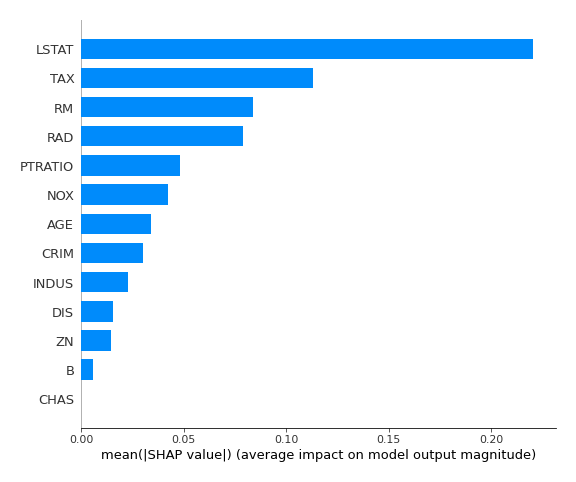 LSTAT
TAX
RM
RAD
PTRATIO
NOX
AGE
CRIM
INDUS
DIS
ZN
B
CHAS
0.00 0.05 0.10 0.15 0.20
mean(|SHAP value|) (average impact on model output magnitude)